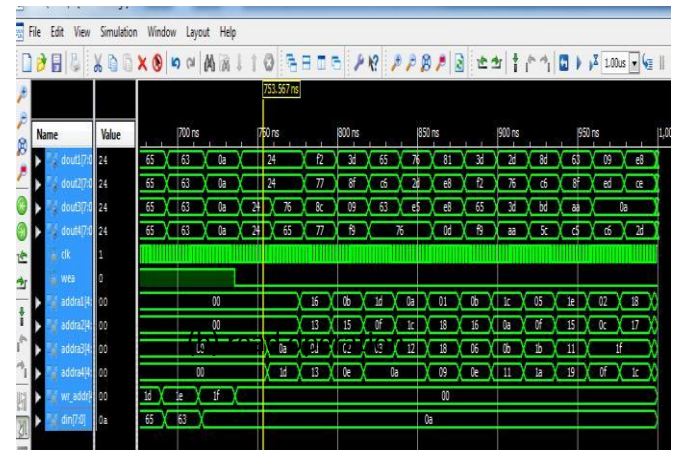 File Edit View Simulation Window Layout Help
1.00us
753.567 ns
Name Value 700 ns 750 ns 800 ns 850 ns 900 ns 950 ns 1,00
dout1[7:0 24 65 63 0a 24 f2 3d 65 76 81 3d 2d 8d 63 09 e8
dout2[7:0 24 65 63 0a 24 77 8f c6 2d e8 f2 76 c6 8f ed ce
dout3[7:0 24 65 63 0a 24 76 8c 09 63 e5 e8 65 3d bd aa 0a
dout4[7:0 24 65 63 0a 24 65 77 f9 76 0d f9 aa 5c c5 c6 2d
clk 1
wea 0
addra1[4: 00 00 16 0b 1d 0a 01 0b 1c 05 1e 02 18
addra2[4: 00 00 13 15 0f 1c 18 16 0a 0f 15 0c 17
addra3[4: 00 0a 12 18 06 0b 1b 11 1f
addra4[4: 00 00 1d 13 0e 0a 09 0e 11 1a 19 0f 1c
wr_addr[ 00 1d 1e 1f 00
din[7:0] 0a 65 63 0a